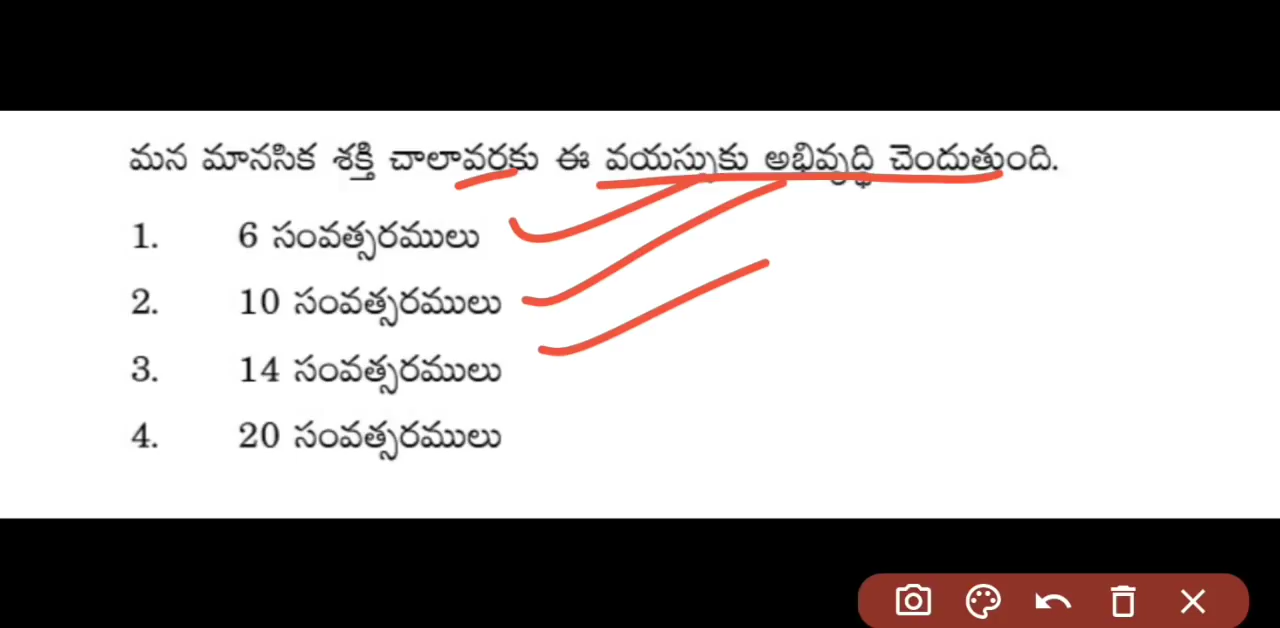 మన మానసిక శక్తి చాలావరకు ఈ వయస్సుకు అభివృద్ధి చెందుతుంది.
1. 6 సంవత్సరములు
2. 10 సంవత్సరములు
3. 14 సంవత్సరములు
4. 20 సంవత్సరములు